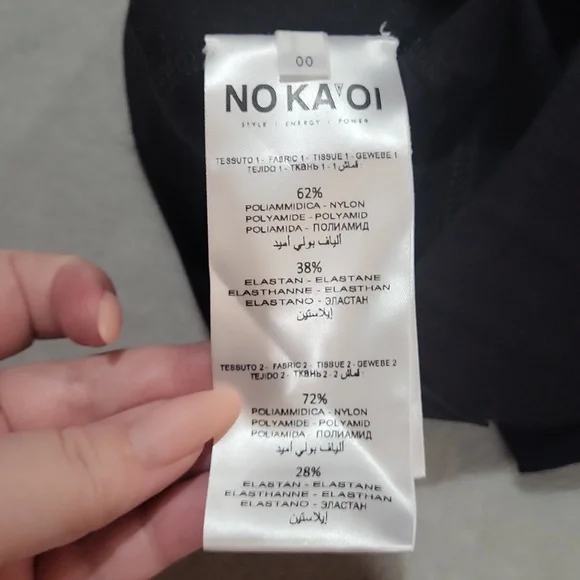 00
NO KA'OI
STYLE | ENERGY | POWER
TESSUTO 1 - FABRIC 1 - TISSUE 1 - GEWEBE 1
TEJIDO 1 - ТКАНЬ 1 - قماش 1
62%
POLIAMMIDICA - NYLON
POLYAMIDE - POLYAMID
POLIAMIDA - ПОЛИАМИД
ألياف بولي أميد
38%
ELASTAN - ELASTANE
ELASTHANNE - ELASTHAN
ELASTANO - ЭЛАСТАН
إيلاستين
TESSUTO 2 - FABRIC 2 - TISSUE 2 - GEWEBE 2
TEJIDO 2 - ТКАНЬ 2 - قماش 2
72%
POLIAMMIDICA - NYLON
POLYAMIDE - POLYAMID
POLIAMIDA - ПОЛИАМИД
ألياف بولي أميد
28%
ELASTAN - ELASTANE
ELASTHANNE - ELASTHAN
ELASTANO - ЭЛАСТАН
إيلاستين